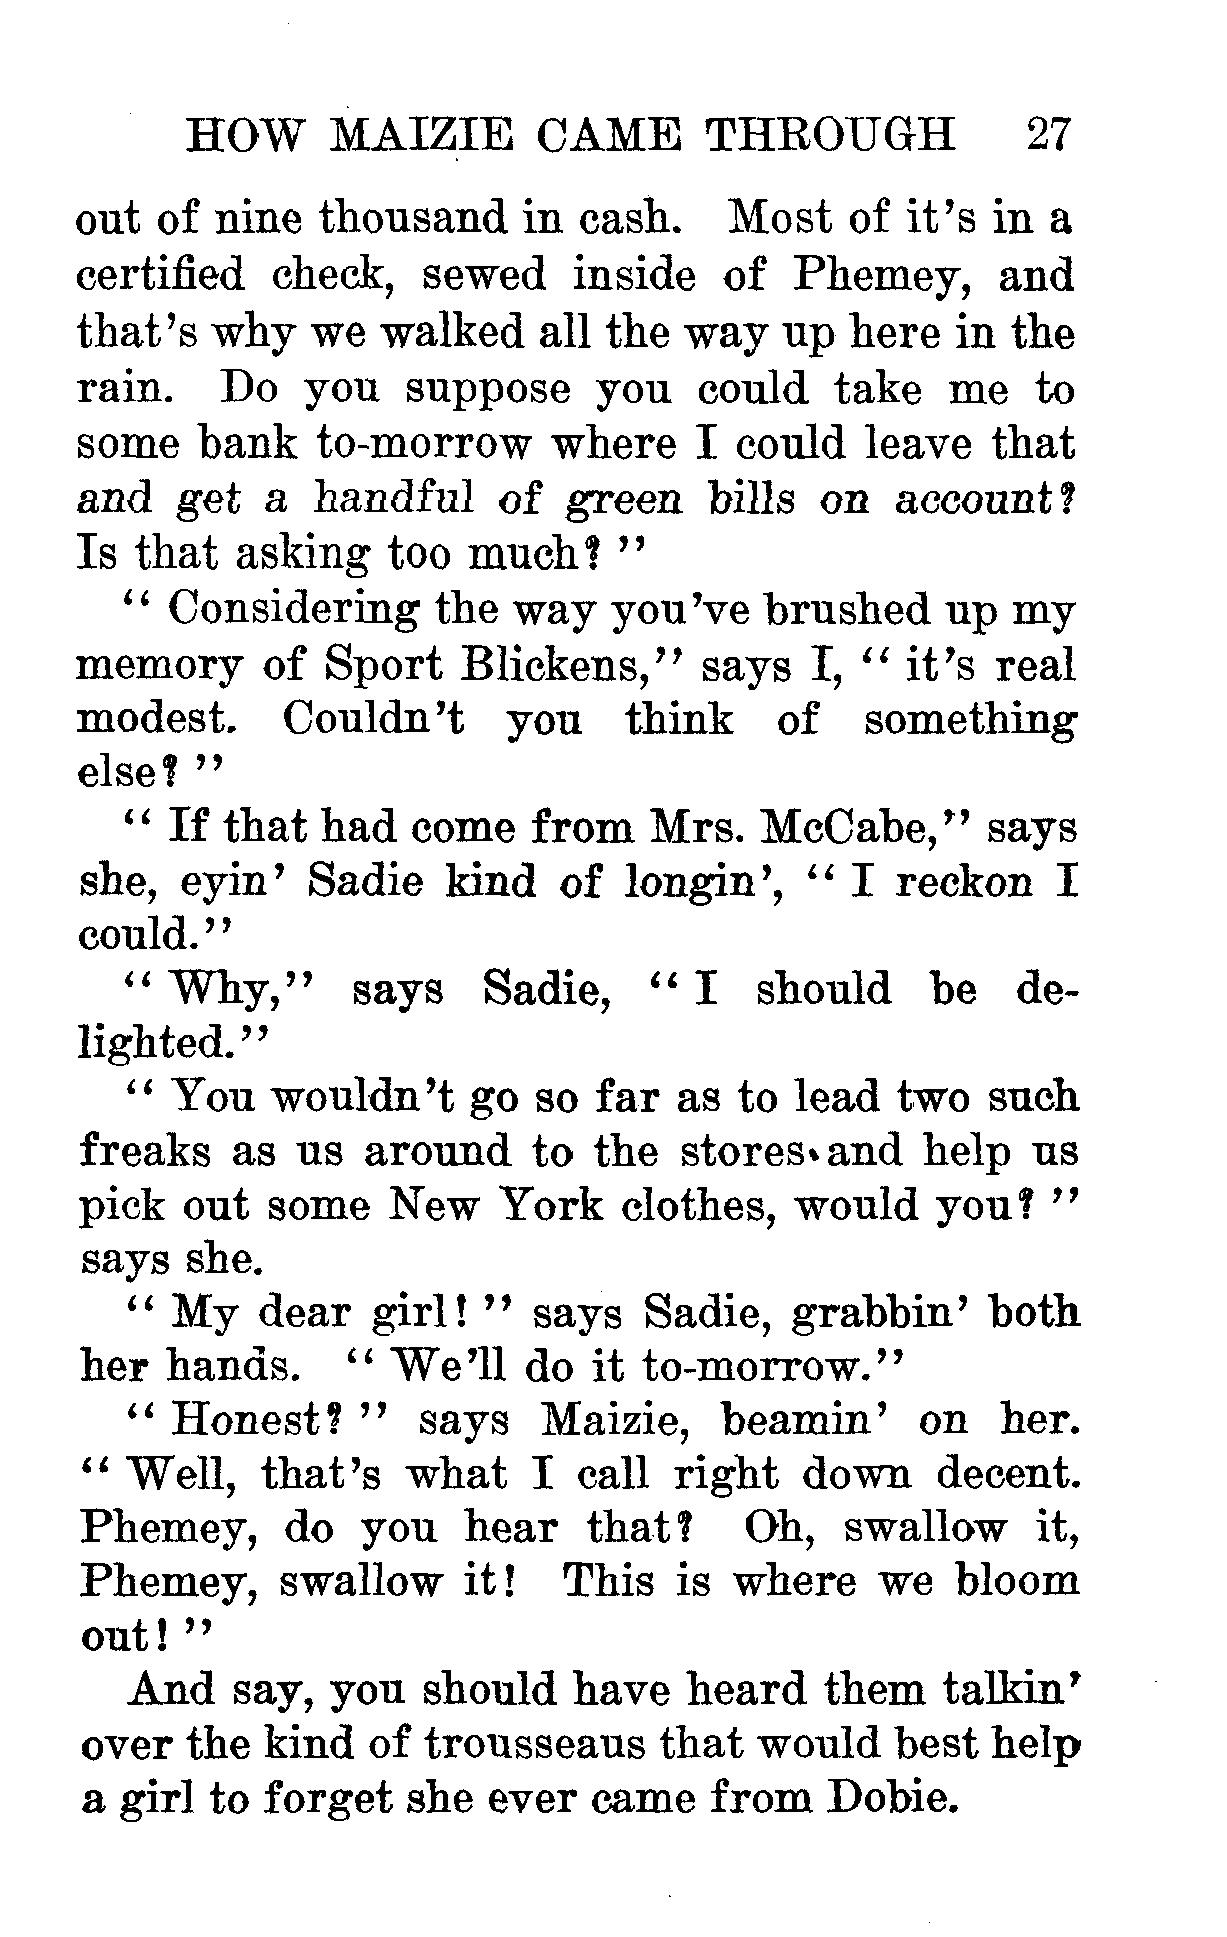 HOW MAIZIE CAME THROUGH 27
out of nine thousand in cash. Most of it's in a
certified check, sewed inside of Phemey, and
that's why we walked all the way up here in the
rain. Do you suppose you could take me to
some bank to-morrow where I could leave that
and get a handful of green bills on account?
Is that asking too much? "
" Considering the way you've brushed up my
memory of Sport Blickens," says I, " it's real
modest. Couldn't you think of something
else? "
" If that had come from Mrs. McCabe," says
she, eyin' Sadie kind of longin', " I reckon I
could."
" Why," says Sadie, " I should be de-
lighted."
" You wouldn't go so far as to lead two such
freaks as us around to the stores and help us
pick out some New York clothes, would you? "
says she.
" My dear girl! " says Sadie, grabbin' both
her hands. " We'll do it to-morrow."
" Honest? " says Maizie, beamin' on her.
" Well, that's what I call right down decent.
Phemey, do you hear that? Oh, swallow it,
Phemey, swallow it! This is where we bloom
out! "
And say, you should have heard them talkin'
over the kind of trousseaus that would best help
a girl to forget she ever came from Dobie.